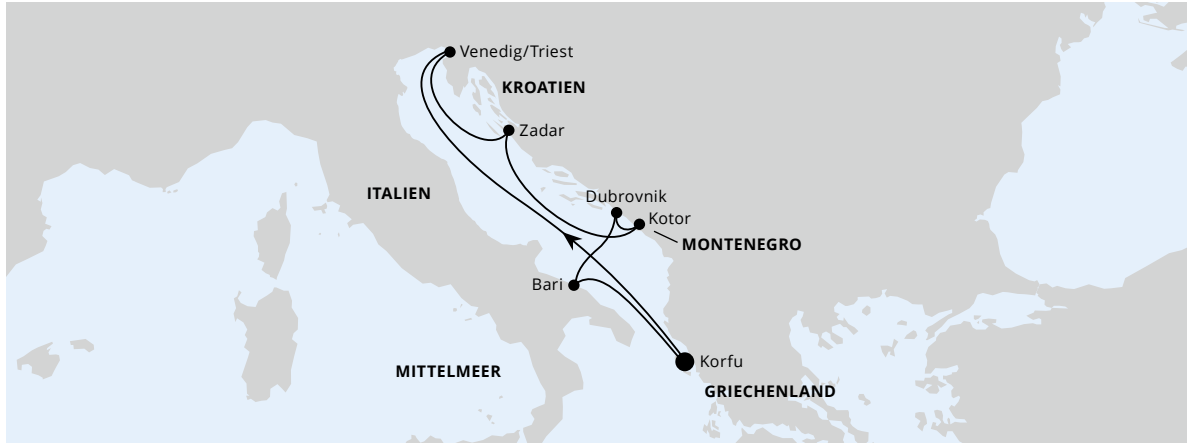 Venedig/Triest
KROATIEN
Zadar
ITALIEN
Dubrovnik
Kotor
MONTENEGRO
Bari
Korfu
MITTELMEER
GRIECHENLAND